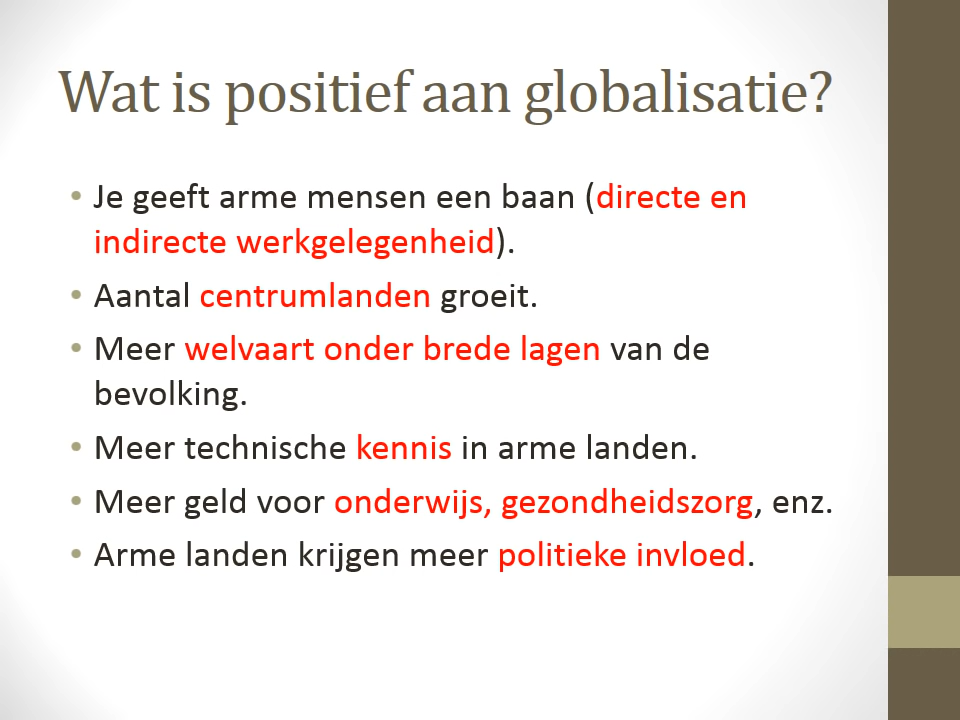 Wat is positief aan globalisatie?
• Je geeft arme mensen een baan (directe en
indirecte werkgelegenheid).
• Aantal centrumlanden groeit.
• Meer welvaart onder brede lagen van de
bevolking.
• Meer technische kennis in arme landen.
• Meer geld voor onderwijs, gezondheidszorg, enz.
• Arme landen krijgen meer politieke invloed.